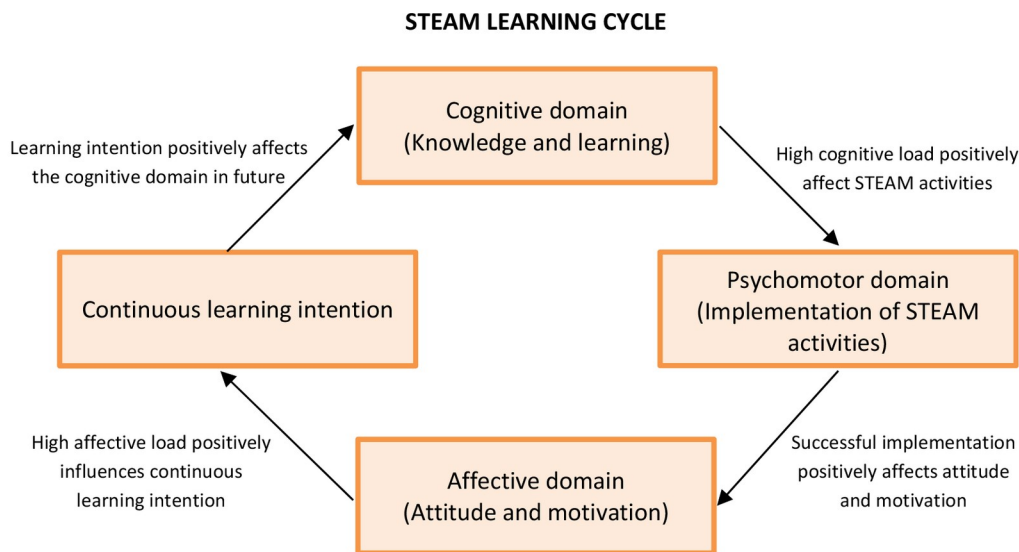 STEAM LEARNING CYCLE
Cognitive domain
(Knowledge and learning)
Learning intention positively affects
the cognitive domain in future
High cognitive load positively
affect STEAM activities
Continuous learning intention
Psychomotor domain
(Implementation of STEAM
activities)
High affective load positively
influences continuous
learning intention
Affective domain
(Attitude and motivation)
Successful implementation
positively affects attitude
and motivation